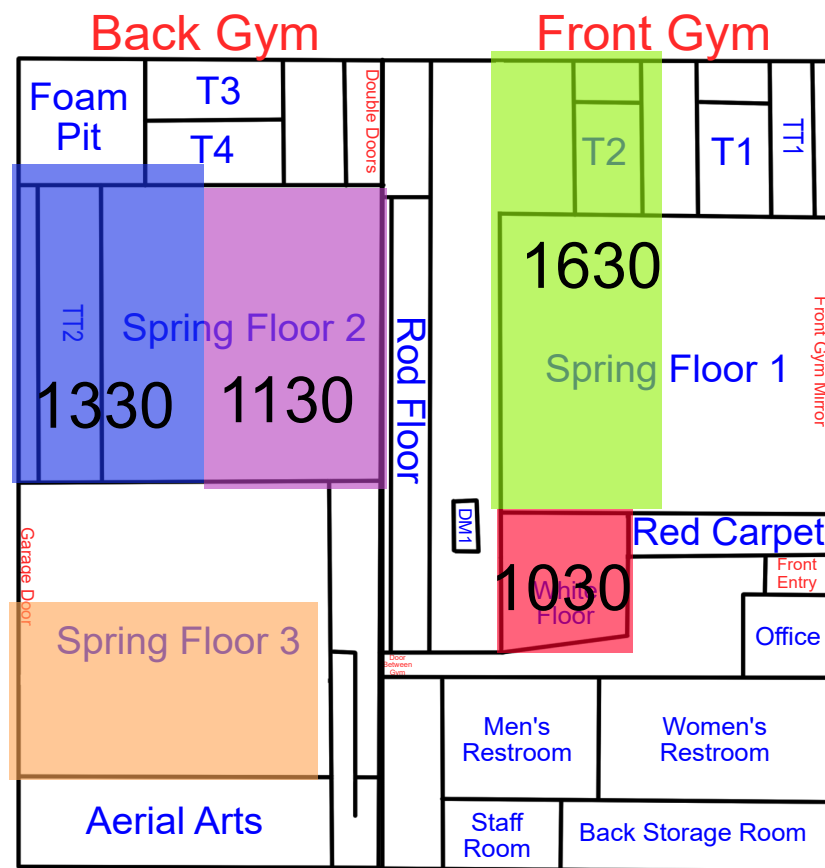 Back Gym
Front Gym
Foam
Pit
T3
T4
Double Doors
T2
T1
TT1
1630
TT2
Spring Floor 2
Rod Floor
Spring Floor 1
Front Gym Mirror
1330
1130
DM1
Red Carpet
Garage Door
1030
White
Floor
Front
Entry
Spring Floor 3
Office
Door
Between
Gym
Men's
Restroom
Women's
Restroom
Aerial Arts
Staff
Room
Back Storage Room